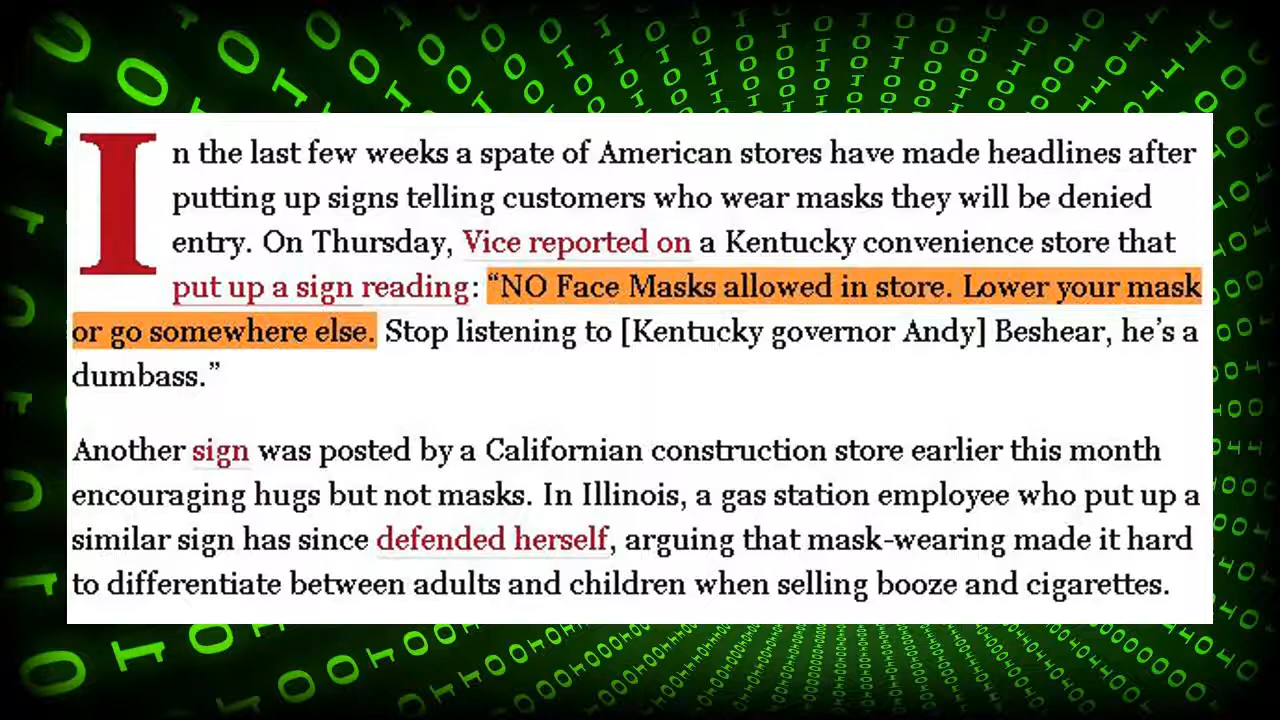 In the last few weeks a spate of American stores have made headlines after
putting up signs telling customers who wear masks they will be denied
entry. On Thursday, Vice reported on a Kentucky convenience store that
put up a sign reading: “NO Face Masks allowed in store. Lower your mask
or go somewhere else. Stop listening to [Kentucky governor Andy] Beshear, he’s a
dumbass.”
Another sign was posted by a Californian construction store earlier this month
encouraging hugs but not masks. In Illinois, a gas station employee who put up a
similar sign has since defended herself, arguing that mask-wearing made it hard
to differentiate between adults and children when selling booze and cigarettes.